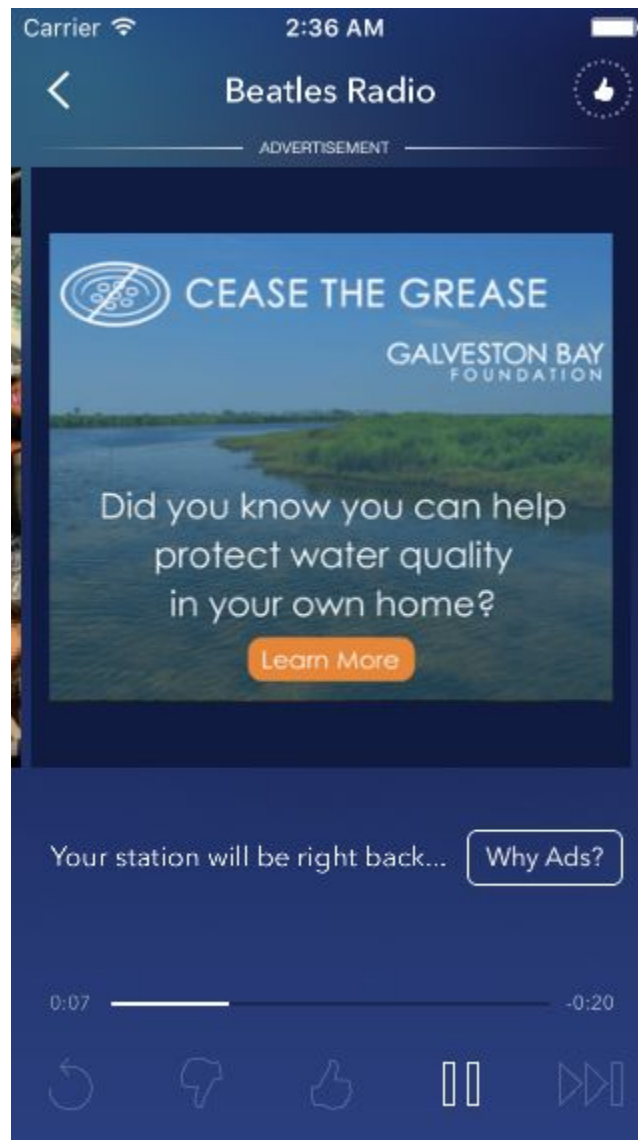 Carrier 2:36 AM
Beatles Radio
ADVERTISEMENT
CEASE THE GREASE
GALVESTON BAY
FOUNDATION
Did you know you can help
protect water quality
in your own home?
Learn More
Your station will be right back... Why Ads?
0:07 -0:20